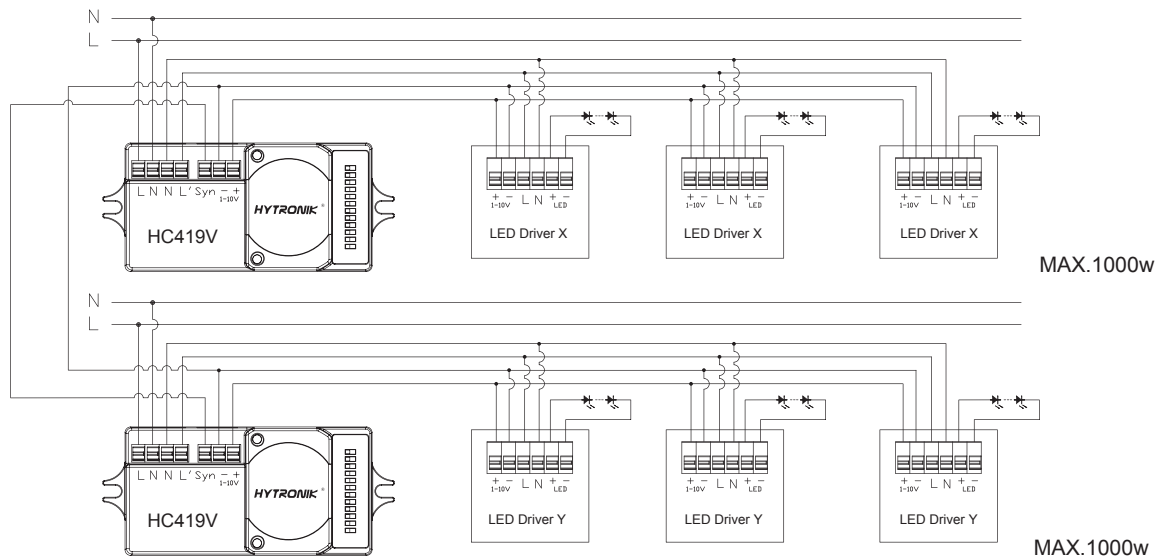 N
L
L N N L' Syn - +
1-10V
HYTRONIK®
HC419V
+ - L N + -
1-10V LED
LED Driver X
+ - L N + -
1-10V LED
LED Driver X
+ - L N + -
1-10V LED
LED Driver X
MAX.1000w
N
L
L N N L' Syn - +
1-10V
HYTRONIK®
HC419V
+ - L N + -
1-10V LED
LED Driver Y
+ - L N + -
1-10V LED
LED Driver Y
+ - L N + -
1-10V LED
LED Driver Y
MAX.1000w